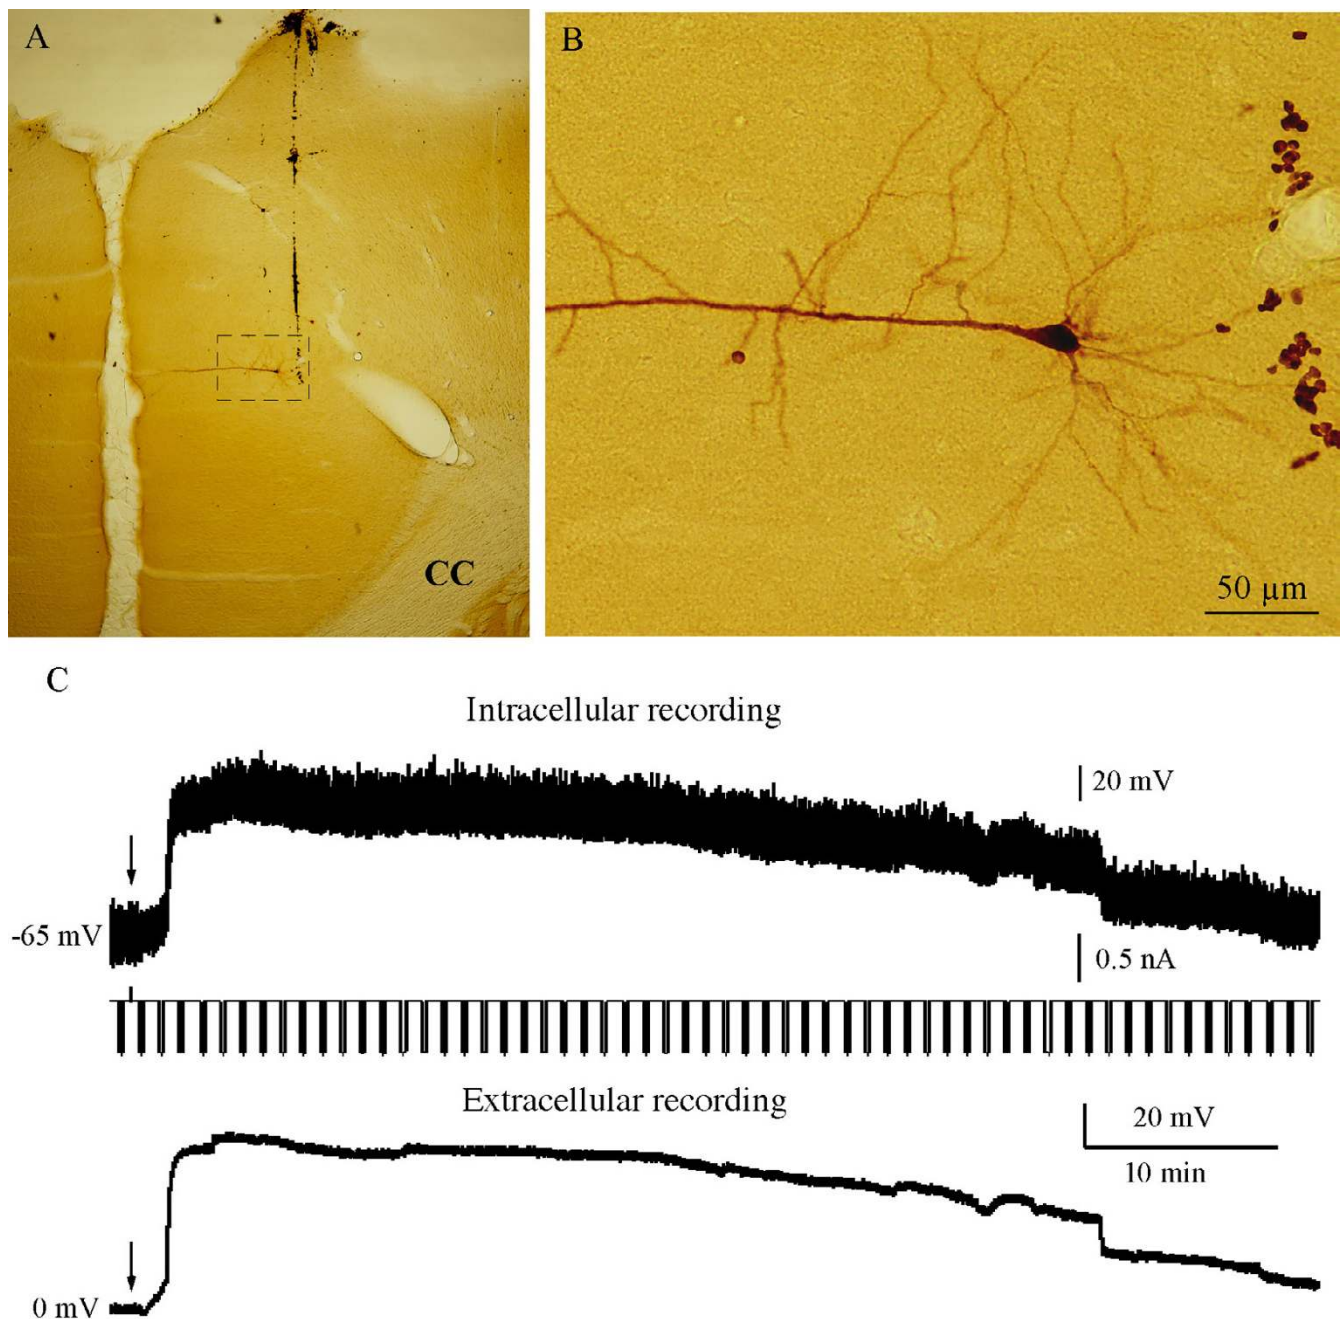 A
B
CC
50 µm
C
Intracellular recording
20 mV
-65 mV
0.5 nA
Extracellular recording
20 mV
10 min
0 mV